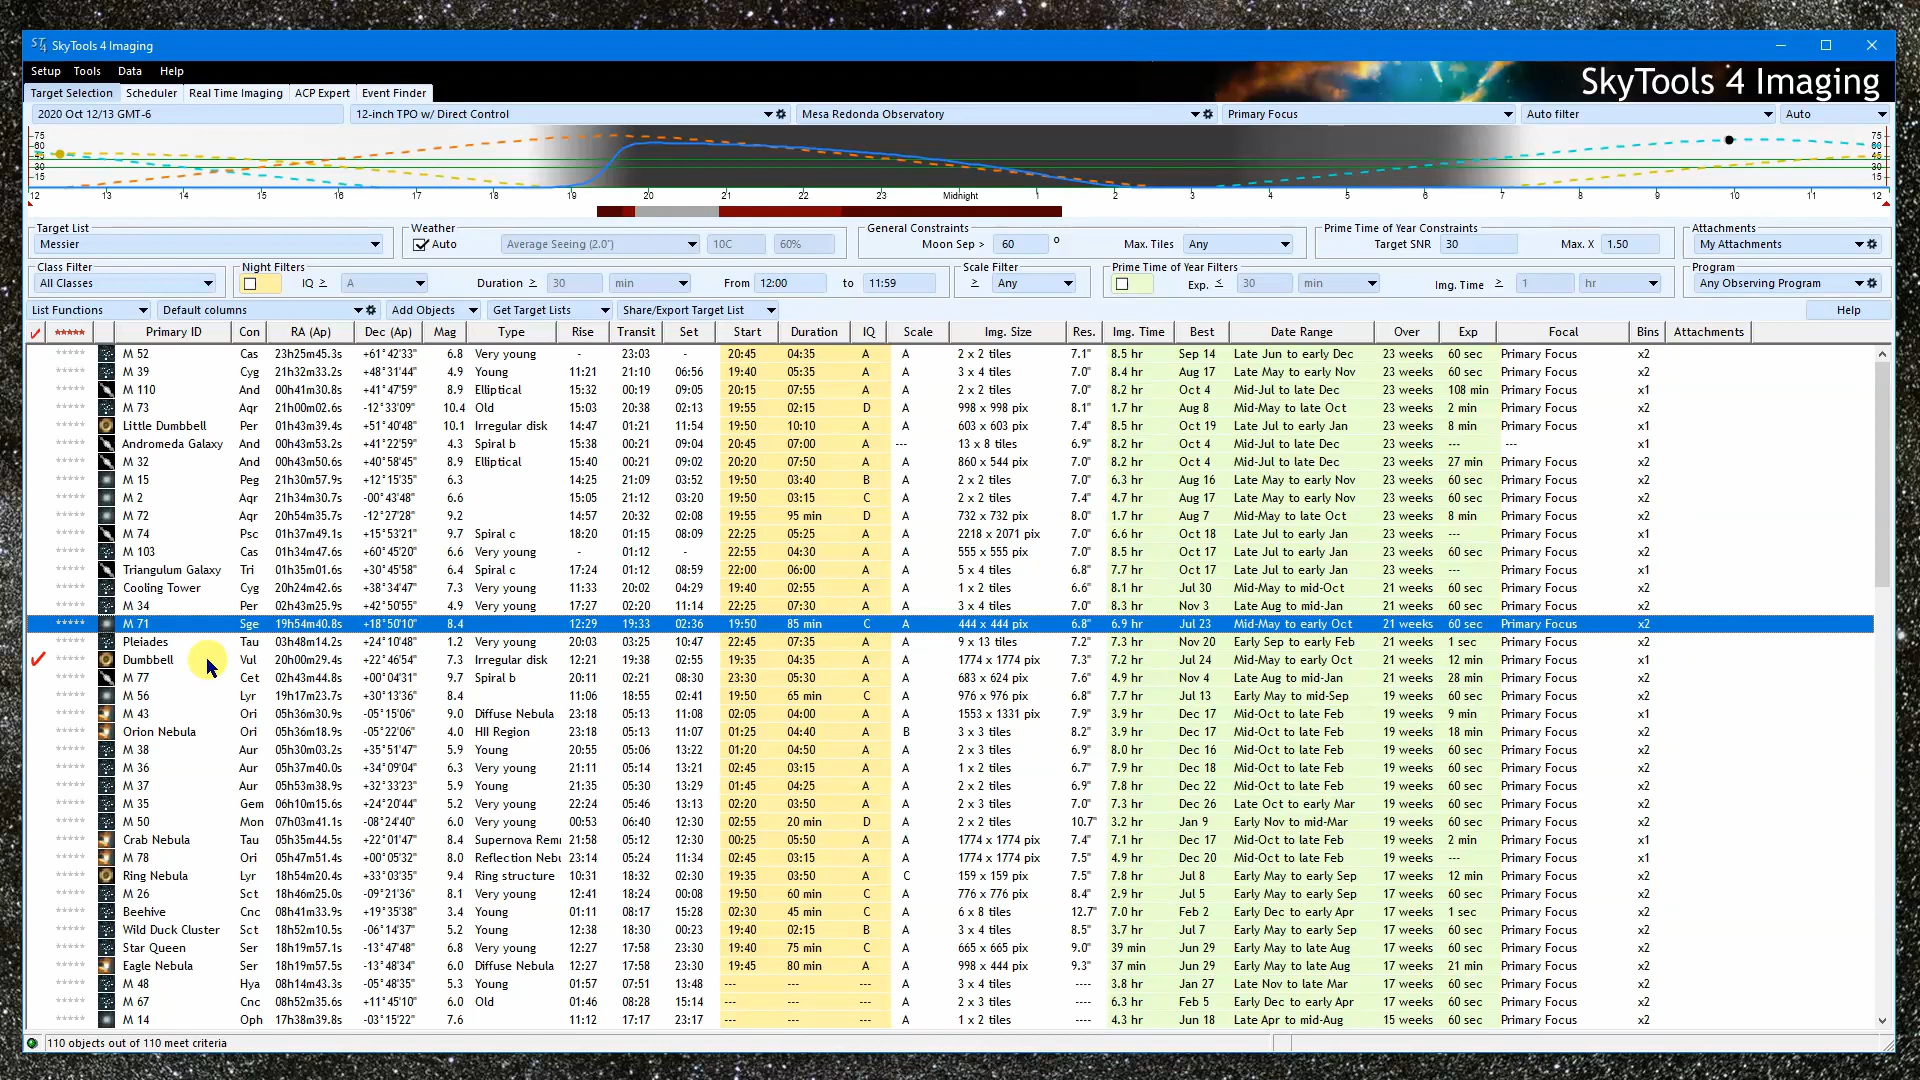 SkyTools 4 Imaging
Setup Tools Data Help
SkyTools 4 Imaging
Target Selection Scheduler Real Time Imaging ACP Expert Event Finder
2020 Oct 12/13 GMT-6 12-inch TPO w/ Direct Control Mesa Redonda Observatory Primary Focus Auto filter Auto
75 60 45 30 15 75 60 45 30 15
12 13 14 15 16 17 18 19 20 21 22 23 Midnight 1 2 3 4 5 6 7 8 9 10 11 12
Target List Weather General Constraints Prime Time of Year Constraints Attachments
Messier Auto Average Seeing (2.0") 10C 60% Moon Sep > 60 ° Max. Tiles Any Target SNR 30 Max. X 1.50 My Attachments
Class Filter Night Filters Scale Filter Prime Time of Year Filters Program
All Classes IQ ≥ A Duration ≥ 30 min From 12:00 to 11:59 ≥ Any Exp. ≤ 30 min Img. Time ≥ 1 hr Any Observing Program
List Functions Default columns Add Objects Get Target Lists Share/Export Target List Help
Primary ID Con RA (Ap) Dec (Ap) Mag Type Rise Transit Set Start Duration IQ Scale Img. Size Res. Img. Time Best Date Range Over Exp Focal Bins Attachments
M 52 Cas 23h25m45.3s +61°42'33" 6.8 Very young - 23:03 - 20:45 04:35 A A 2 x 2 tiles 7.1" 8.5 hr Sep 14 Late Jun to early Dec 23 weeks 60 sec Primary Focus x2
M 39 Cyg 21h32m33.2s +48°31'44" 4.9 Young 11:21 21:10 06:56 19:40 05:35 A A 3 x 4 tiles 7.0" 8.4 hr Aug 17 Late May to early Nov 23 weeks 60 sec Primary Focus x2
M 110 And 00h41m30.8s +41°47'59" 8.9 Elliptical 15:32 00:19 09:05 20:15 07:55 A A 2 x 2 tiles 7.0" 8.2 hr Oct 4 Mid-Jul to late Dec 23 weeks 108 min Primary Focus x1
M 73 Aqr 21h00m02.6s -12°33'09" 10.4 Old 15:03 20:38 02:13 19:55 02:15 D A 998 x 998 pix 8.1" 1.7 hr Aug 8 Mid-May to late Oct 23 weeks 2 min Primary Focus x2
Little Dumbbell Per 01h43m39.4s +51°40'48" 10.1 Irregular disk 14:47 01:21 11:54 19:50 10:10 A A 603 x 603 pix 7.4" 8.5 hr Oct 19 Late Jul to early Jan 23 weeks 8 min Primary Focus x1
Andromeda Galaxy And 00h43m53.2s +41°22'59" 4.3 Spiral b 15:38 00:21 09:04 20:45 07:00 A --- 13 x 8 tiles 6.9" 8.2 hr Oct 4 Mid-Jul to late Dec 23 weeks --- --- x1
M 32 And 00h43m50.6s +40°58'45" 8.9 Elliptical 15:40 00:21 09:02 20:20 07:50 A A 860 x 544 pix 7.0" 8.2 hr Oct 4 Mid-Jul to late Dec 23 weeks 27 min Primary Focus x2
M 15 Peg 21h30m57.9s +12°15'35" 6.3 14:25 21:09 03:52 19:50 03:40 B A 2 x 2 tiles 7.0" 6.3 hr Aug 16 Late May to early Nov 23 weeks 60 sec Primary Focus x2
M 2 Aqr 21h34m30.7s -00°43'48" 6.6 15:05 21:12 03:20 19:50 03:15 C A 2 x 2 tiles 7.4" 4.7 hr Aug 17 Late May to early Nov 23 weeks 60 sec Primary Focus x2
M 72 Aqr 20h54m35.7s -12°27'28" 9.2 14:57 20:32 02:08 19:55 95 min D A 732 x 732 pix 8.0" 1.7 hr Aug 7 Mid-May to late Oct 23 weeks 8 min Primary Focus x2
M 74 Psc 01h37m49.1s +15°53'21" 9.7 Spiral c 18:20 01:15 08:09 22:25 05:25 A A 2218 x 2071 pix 7.0" 6.6 hr Oct 18 Late Jul to early Jan 23 weeks --- Primary Focus x1
M 103 Cas 01h34m47.6s +60°45'20" 6.6 Very young - 01:12 - 22:55 04:30 A A 555 x 555 pix 7.0" 8.5 hr Oct 17 Late Jul to early Jan 23 weeks 60 sec Primary Focus x2
Triangulum Galaxy Tri 01h35m01.6s +30°45'58" 6.4 Spiral c 17:24 01:12 08:59 22:00 06:00 A A 5 x 4 tiles 6.8" 7.7 hr Oct 17 Late Jul to early Jan 23 weeks --- Primary Focus x1
Cooling Tower Cyg 20h24m42.6s +38°34'47" 7.3 Very young 11:33 20:02 04:29 19:40 02:55 A A 1 x 2 tiles 6.6" 8.1 hr Jul 30 Mid-May to mid-Oct 23 weeks 60 sec Primary Focus x2
M 34 Per 02h43m25.9s +42°50'55" 4.9 Very young 17:27 02:20 11:14 22:25 07:30 A A 3 x 4 tiles 7.0" 8.3 hr Nov 3 Late Aug to mid-Jan 21 weeks 60 sec Primary Focus x2
M 71 Sge 19h54m40.8s +18°50'10" 8.4 12:29 19:33 02:36 19:50 85 min C A 444 x 444 pix 6.8" 6.9 hr Jul 23 Mid-May to early Oct 21 weeks 60 sec Primary Focus x2
Pleiades Tau 03h48m14.2s +24°10'48" 1.2 Very young 20:03 03:25 10:47 22:45 07:35 A A 9 x 13 tiles 7.2" 7.3 hr Nov 20 Early Sep to early Feb 21 weeks 1 sec Primary Focus x2
Dumbbell Vul 20h00m29.4s +22°46'54" 7.3 Irregular disk 12:21 19:38 02:55 19:35 04:35 A A 1774 x 1774 pix 7.3" 7.2 hr Jul 24 Mid-May to early Oct 21 weeks 12 min Primary Focus x1
M 77 Cet 02h43m44.8s +00°04'31" 9.7 Spiral b 20:11 02:21 08:30 23:30 05:30 A A 683 x 624 pix 7.6" 4.9 hr Nov 4 Late Aug to mid-Jan 21 weeks 28 min Primary Focus x2
M 56 Lyr 19h17m23.7s +30°13'36" 8.4 11:06 18:55 02:41 19:50 65 min C A 976 x 976 pix 6.8" 7.7 hr Jul 13 Early May to mid-Sep 19 weeks 60 sec Primary Focus x2
M 43 Ori 05h36m30.9s -05°15'06" 9.0 Diffuse Nebula 23:18 05:13 11:08 02:05 04:00 A A 1553 x 1331 pix 7.9" 3.9 hr Dec 17 Mid-Oct to late Feb 19 weeks 9 min Primary Focus x1
Orion Nebula Ori 05h36m18.9s -05°22'06" 4.0 HII Region 23:18 05:13 11:07 01:25 04:40 A B 3 x 3 tiles 8.2" 3.9 hr Dec 17 Mid-Oct to late Feb 19 weeks 18 min Primary Focus x2
M 38 Aur 05h30m03.2s +35°51'47" 5.9 Young 20:55 05:06 13:22 01:20 04:50 A A 2 x 3 tiles 6.9" 8.0 hr Dec 16 Mid-Oct to late Feb 19 weeks 60 sec Primary Focus x2
M 36 Aur 05h37m40.0s +34°09'04" 6.3 Very young 21:11 05:14 13:21 02:45 03:15 A A 1 x 2 tiles 6.7" 7.9 hr Dec 18 Mid-Oct to late Feb 19 weeks 60 sec Primary Focus x2
M 37 Aur 05h53m38.9s +32°33'23" 5.9 Young 21:35 05:30 13:29 01:45 04:25 A A 2 x 2 tiles 6.9" 7.8 hr Dec 22 Mid-Oct to late Feb 19 weeks 60 sec Primary Focus x2
M 35 Gem 06h10m15.6s +24°20'44" 5.2 Very young 22:24 05:46 13:13 02:20 03:50 A A 2 x 3 tiles 7.0" 7.3 hr Dec 26 Late Oct to early Mar 19 weeks 60 sec Primary Focus x2
M 50 Mon 07h03m41.1s -08°24'40" 6.0 Very young 00:53 06:40 12:30 02:55 20 min D A 2 x 2 tiles 10.7" 3.2 hr Jan 9 Early Nov to mid-Mar 19 weeks 60 sec Primary Focus x2
Crab Nebula Tau 05h35m44.5s +22°01'47" 8.4 Supernova Rem 21:58 05:12 12:30 00:25 05:50 A A 1774 x 1774 pix 7.4" 7.1 hr Dec 17 Mid-Oct to late Feb 19 weeks 2 min Primary Focus x1
M 78 Ori 05h47m51.4s +00°05'32" 8.0 Reflection Nebu 23:14 05:24 11:34 02:45 03:15 A A 1774 x 1774 pix 7.5" 4.9 hr Dec 20 Mid-Oct to late Feb 19 weeks --- Primary Focus x1
Ring Nebula Lyr 18h54m20.4s +33°03'35" 9.4 Ring structure 10:31 18:32 02:30 19:35 03:50 A C 159 x 159 pix 7.5" 7.8 hr Jul 8 Early May to early Sep 17 weeks 12 min Primary Focus x1
M 26 Sct 18h46m25.0s -09°21'36" 8.1 Very young 12:41 18:24 00:08 19:50 60 min C A 776 x 776 pix 8.4" 2.9 hr Jul 5 Early May to early Sep 17 weeks 60 sec Primary Focus x2
Beehive Cnc 08h41m33.9s +19°35'38" 3.4 Young 01:11 08:17 15:28 02:30 45 min C A 6 x 8 tiles 12.7" 7.0 hr Feb 2 Early Dec to early Apr 17 weeks 1 sec Primary Focus x2
Wild Duck Cluster Sct 18h52m10.5s -06°14'37" 5.2 Young 12:38 18:30 00:23 19:40 02:15 B A 3 x 4 tiles 8.5" 3.7 hr Jul 7 Early May to early Sep 17 weeks 60 sec Primary Focus x2
Star Queen Ser 18h19m57.1s -13°47'48" 6.8 Very young 12:27 17:58 23:30 19:40 75 min C A 665 x 665 pix 9.0" 39 min Jun 29 Early May to late Aug 17 weeks 60 sec Primary Focus x2
Eagle Nebula Ser 18h19m57.5s -13°48'34" 6.0 Diffuse Nebula 12:27 17:58 23:30 19:45 80 min A A 998 x 444 pix 9.3" 37 min Jun 29 Early May to late Aug 17 weeks 21 min Primary Focus x2
M 48 Hya 08h14m43.3s -05°48'35" 5.3 Young 01:57 07:51 13:48 --- --- --- A 3 x 4 tiles ---- 3.8 hr Jan 27 Late Nov to late Mar 17 weeks 60 sec Primary Focus x2
M 67 Cnc 08h52m35.6s +11°45'10" 6.0 Old 01:46 08:28 15:14 --- --- --- A 2 x 3 tiles ---- 6.3 hr Feb 5 Early Dec to early Apr 17 weeks 60 sec Primary Focus x2
M 14 Oph 17h38m39.8s -03°15'22" 7.6 11:12 17:17 23:17 --- --- --- A 1 x 2 tiles ---- 4.3 hr Jun 18 Late Apr to mid-Aug 15 weeks 60 sec Primary Focus x2
110 objects out of 110 meet criteria